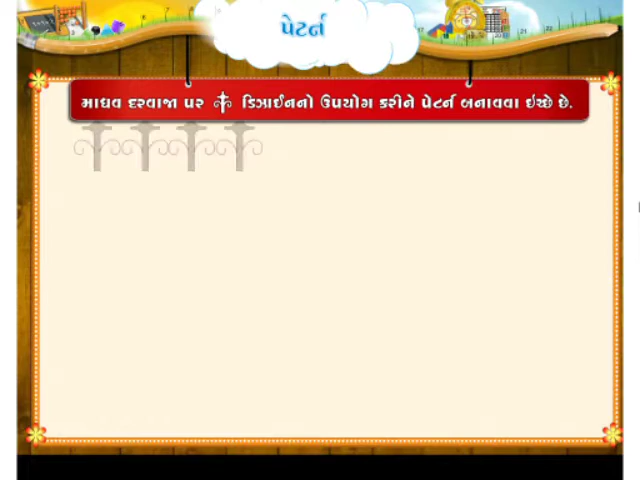 પેટર્ન
માધવ દરવાજા પર ડિઝાઈનનો ઉપયોગ કરીને પેટર્ન બનાવવા ઇચ્છે છે.